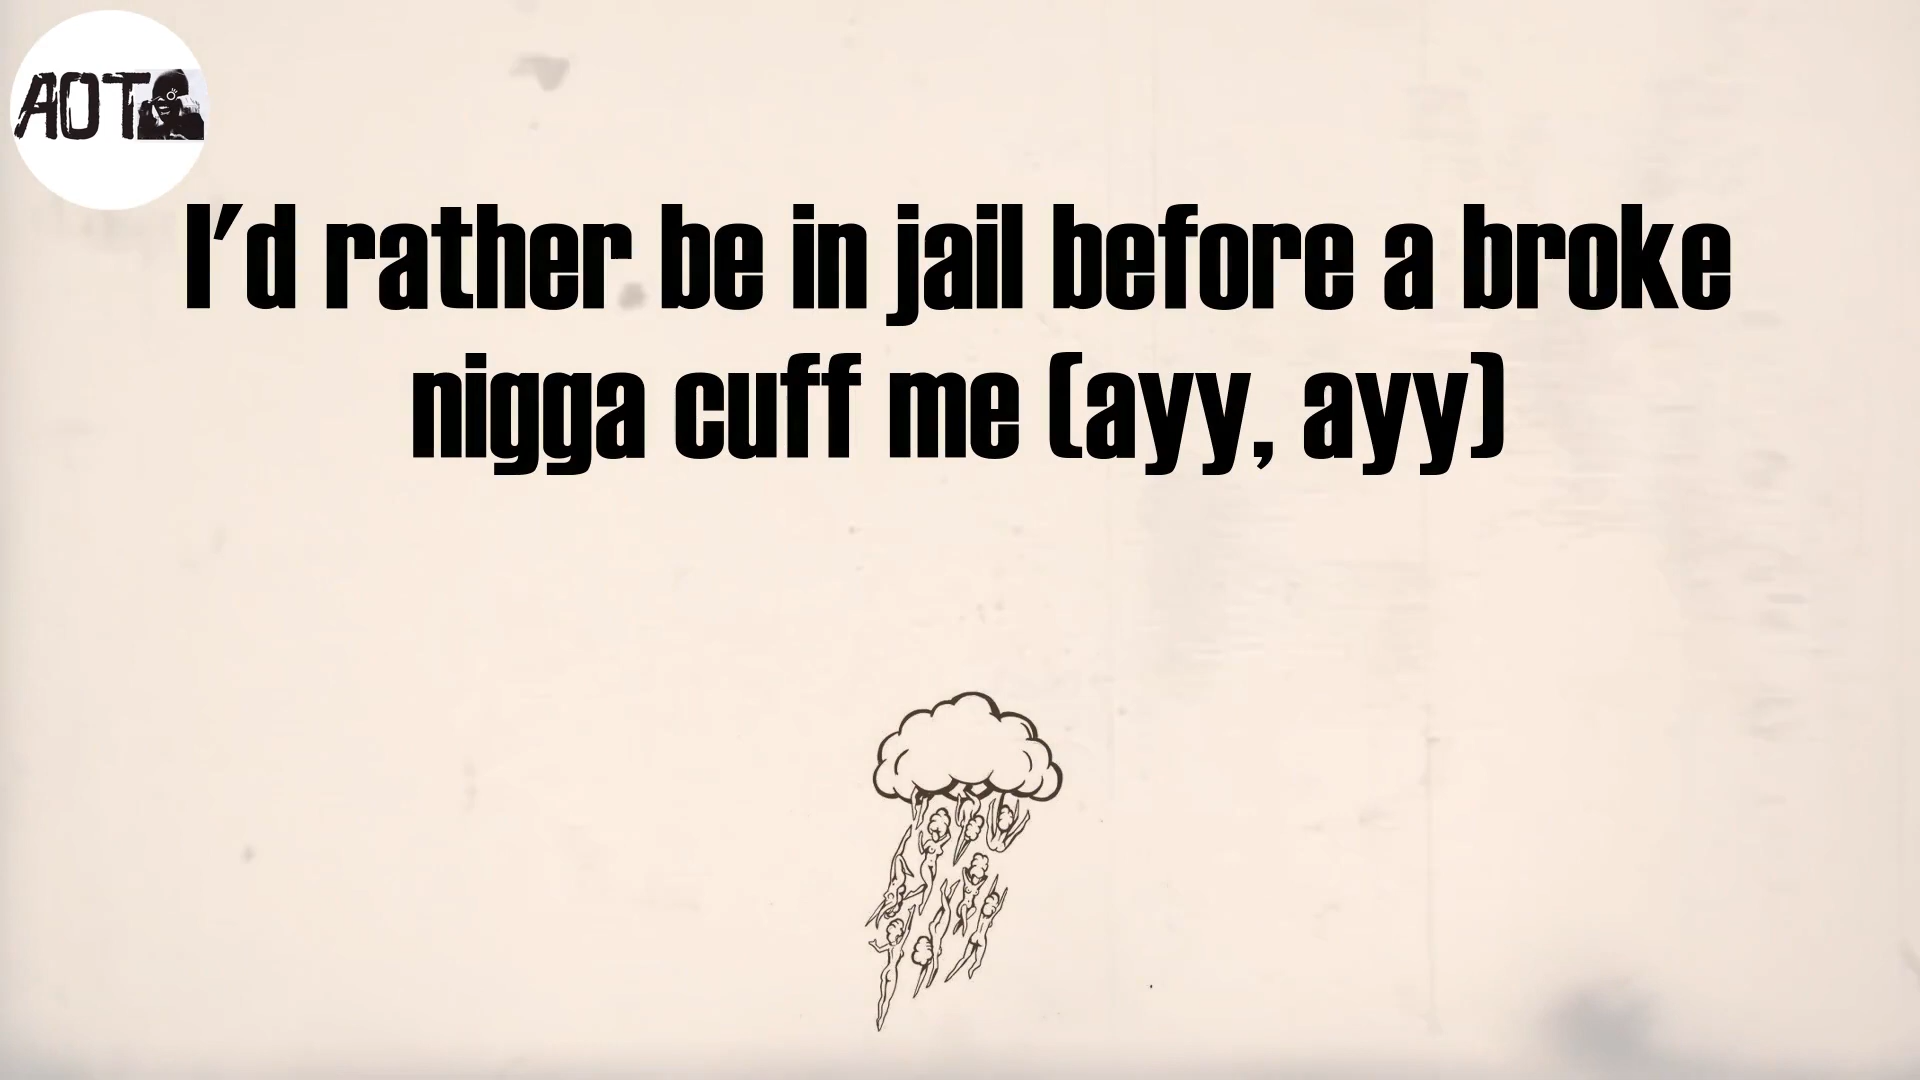 AOT
I'd rather be in jail before a broke
nigga cuff me (ayy, ayy)